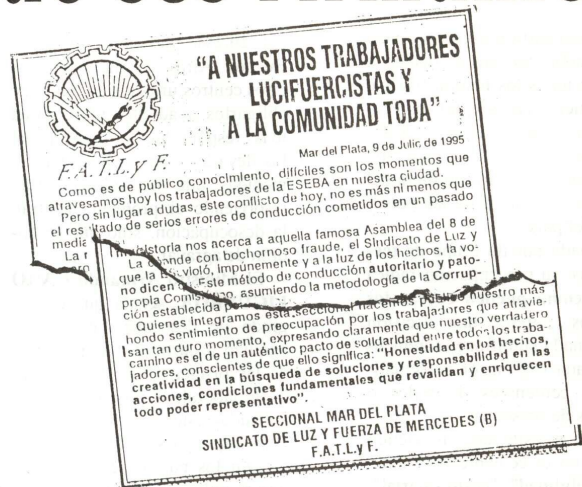 "A NUESTROS TRABAJADORES
LUCIFUERCISTAS Y
A LA COMUNIDAD TODA"
F.A.T.L.y F.
Mar del Plata, 9 de Julio de 1995
Como es de público conocimiento, difíciles son los momentos que
atravesamos hoy los trabajadores de la ESEBA en nuestra ciudad.
Pero sin lugar a dudas, este conflicto de hoy, no es más ni menos que
el resultado de serios errores de conducción cometidos en un pasado
media
La historia nos acerca a aquella famosa Asamblea del 8 de
donde con bochornoso fraude, el Sindicato de Luz y
que la violó, impúnemente y a la luz de los hechos, la vo-
no dicen Este método de conducción autoritario y pato-
propia asumiendo la metodología de la Corrup-
ción establecida
Quienes integramos esta seccional hacemos público nuestro más
hondo sentimiento de preocupación por los trabajadores que atravie-
san tan duro momento, expresando claramente que nuestro verdadero
camino es el de un auténtico pacto de solidaridad entre todos los traba-
jadores, conscientes de que ello significa: "Honestidad en los hechos,
creatividad en la búsqueda de soluciones y responsabilidad en las
acciones, condiciones fundamentales que revalidan y enriquecen
todo poder representativo".
SECCIONAL MAR DEL PLATA
SINDICATO DE LUZ Y FUERZA DE MERCEDES (B)
F.A.T.L.y F.